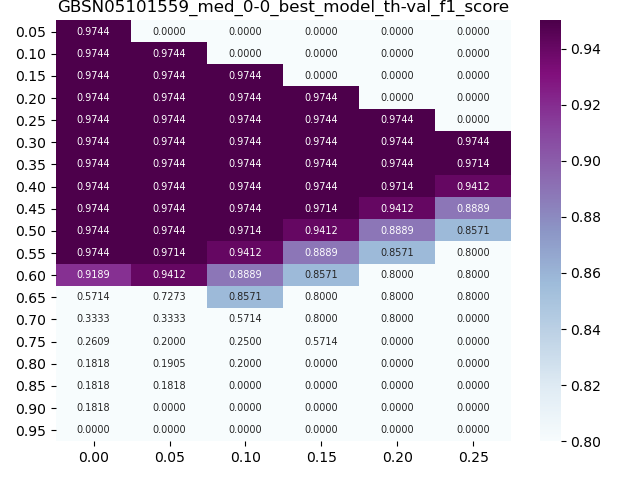 GBSN05101559_med_0-0_best_model_th-val_f1_score
0.05 0.9744 0.0000 0.0000 0.0000 0.0000 0.0000
0.10 0.9744 0.9744 0.0000 0.0000 0.0000 0.0000
0.15 0.9744 0.9744 0.9744 0.0000 0.0000 0.0000
0.20 0.9744 0.9744 0.9744 0.9744 0.0000 0.0000
0.25 0.9744 0.9744 0.9744 0.9744 0.9744 0.0000
0.30 0.9744 0.9744 0.9744 0.9744 0.9744 0.9744
0.35 0.9744 0.9744 0.9744 0.9744 0.9744 0.9714
0.40 0.9744 0.9744 0.9744 0.9744 0.9714 0.9412
0.45 0.9744 0.9744 0.9744 0.9714 0.9412 0.8889
0.50 0.9744 0.9744 0.9714 0.9412 0.8889 0.8571
0.55 0.9744 0.9714 0.9412 0.8889 0.8571 0.8000
0.60 0.9189 0.9412 0.8889 0.8571 0.8000 0.8000
0.65 0.5714 0.7273 0.8571 0.8000 0.8000 0.8000
0.70 0.3333 0.3333 0.5714 0.8000 0.8000 0.0000
0.75 0.2609 0.2000 0.2500 0.5714 0.0000 0.0000
0.80 0.1818 0.1905 0.2000 0.0000 0.0000 0.0000
0.85 0.1818 0.1818 0.0000 0.0000 0.0000 0.0000
0.90 0.1818 0.0000 0.0000 0.0000 0.0000 0.0000
0.95 0.0000 0.0000 0.0000 0.0000 0.0000 0.0000
0.00 0.05 0.10 0.15 0.20 0.25
0.94
0.92
0.90
0.88
0.86
0.84
0.82
0.80